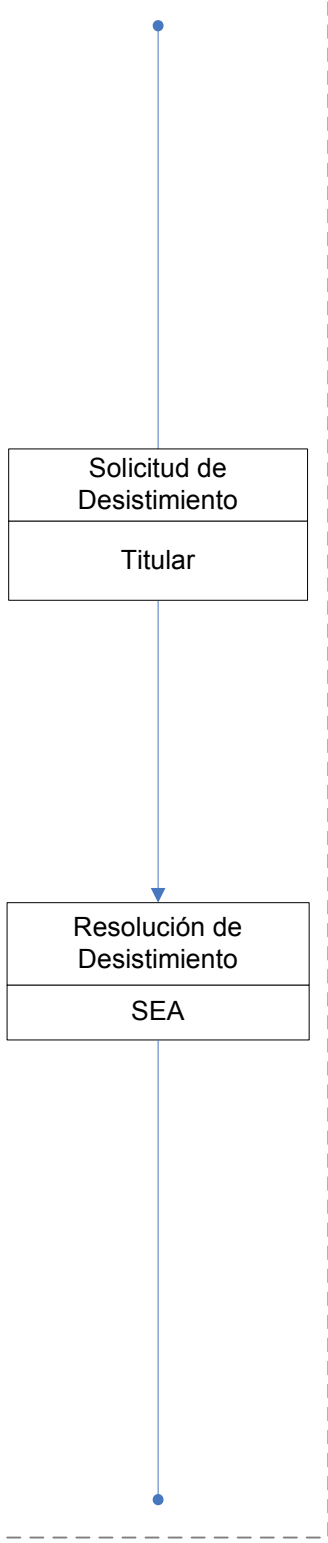 Solicitud de
Desistimiento
Titular
Resolución de
Desistimiento
SEA